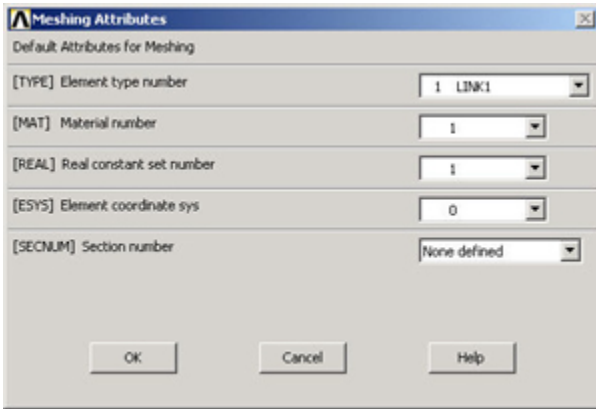 Meshing Attributes
Default Attributes for Meshing
[TYPE] Element type number 1 LINK1
[MAT] Material number 1
[REAL] Real constant set number 1
[ESYS] Element coordinate sys 0
[SECNUM] Section number None defined
OK Cancel Help